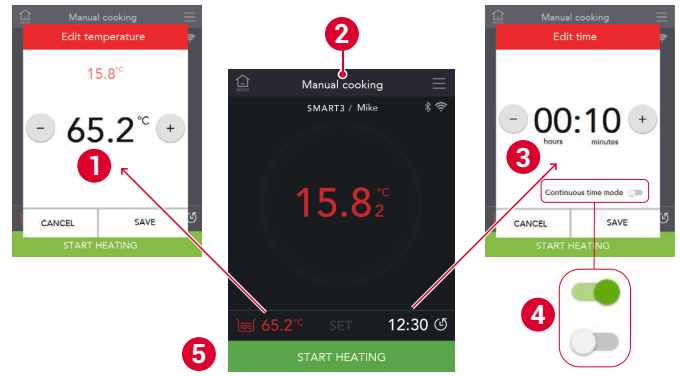 Manual cooking
Edit temperature
15.8°C
- 65.2 °C +
1
CANCEL SAVE
START HEATING
2
MENU
Manual cooking
SMART3 / Mike
15.82 °C
65.2°C SET 12:30
5
START HEATING
Manual cooking
Edit time
- 00:10 +
hours minutes
3
Continuous time mode
CANCEL SAVE
START HEATING
4